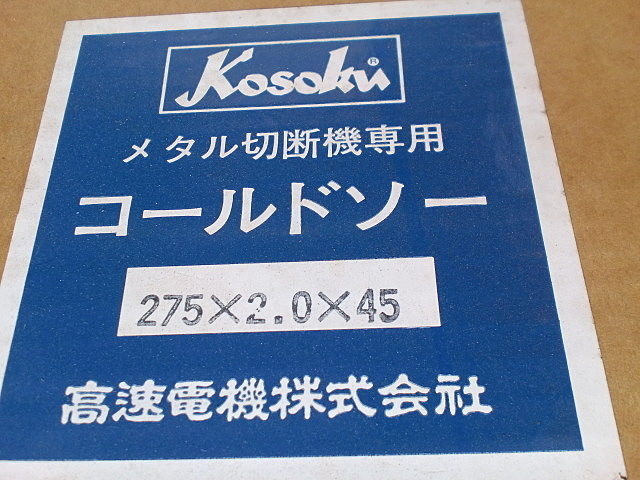 Kosoku®
メタル切断機専用
コールドソー
275×2.0×45
高速電機株式会社